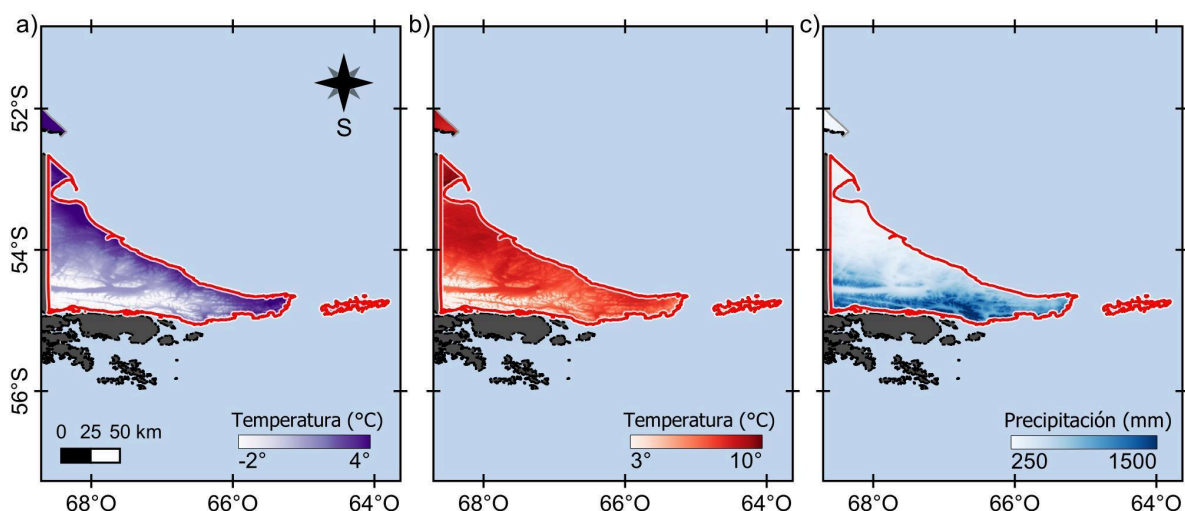 a)
b)
c)
S
52°S
54°S
56°S
0 25 50 km
Temperatura (°C)
-2° 4°
Temperatura (°C)
3° 10°
Precipitación (mm)
250 1500
68°O 66°O 64°O
68°O 66°O 64°O
68°O 66°O 64°O